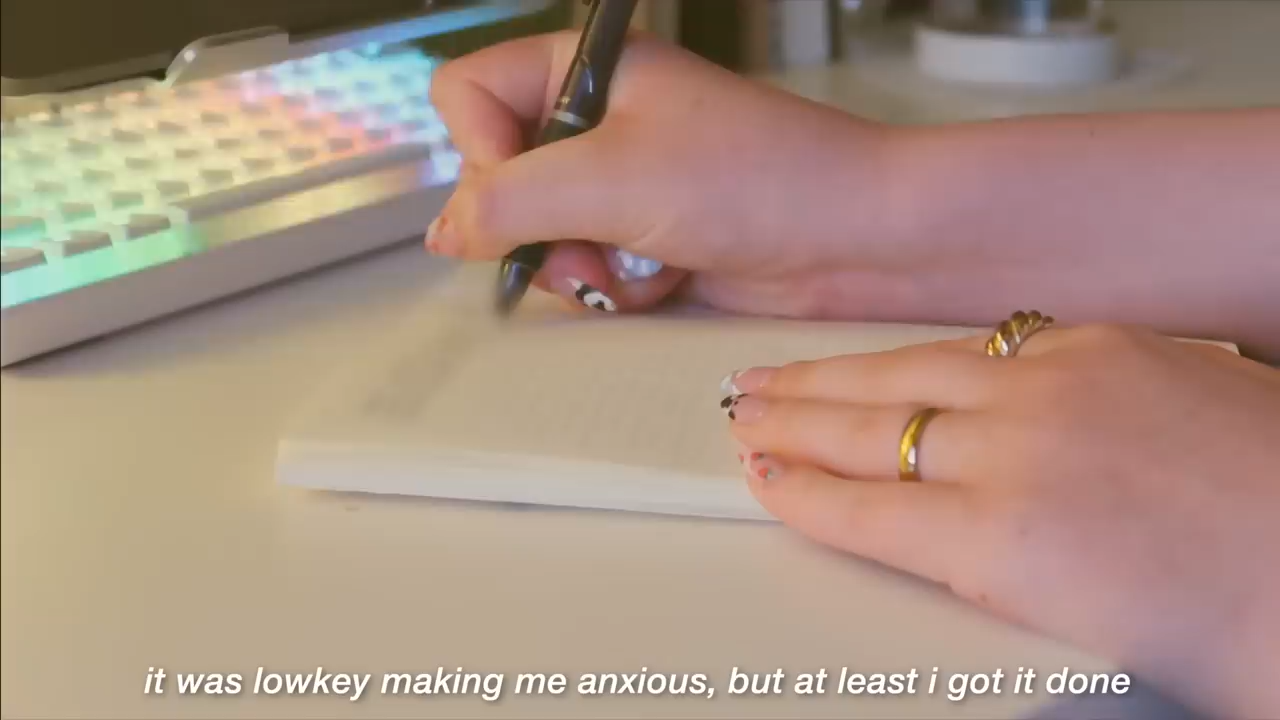 it was lowkey making me anxious, but at least i got it done